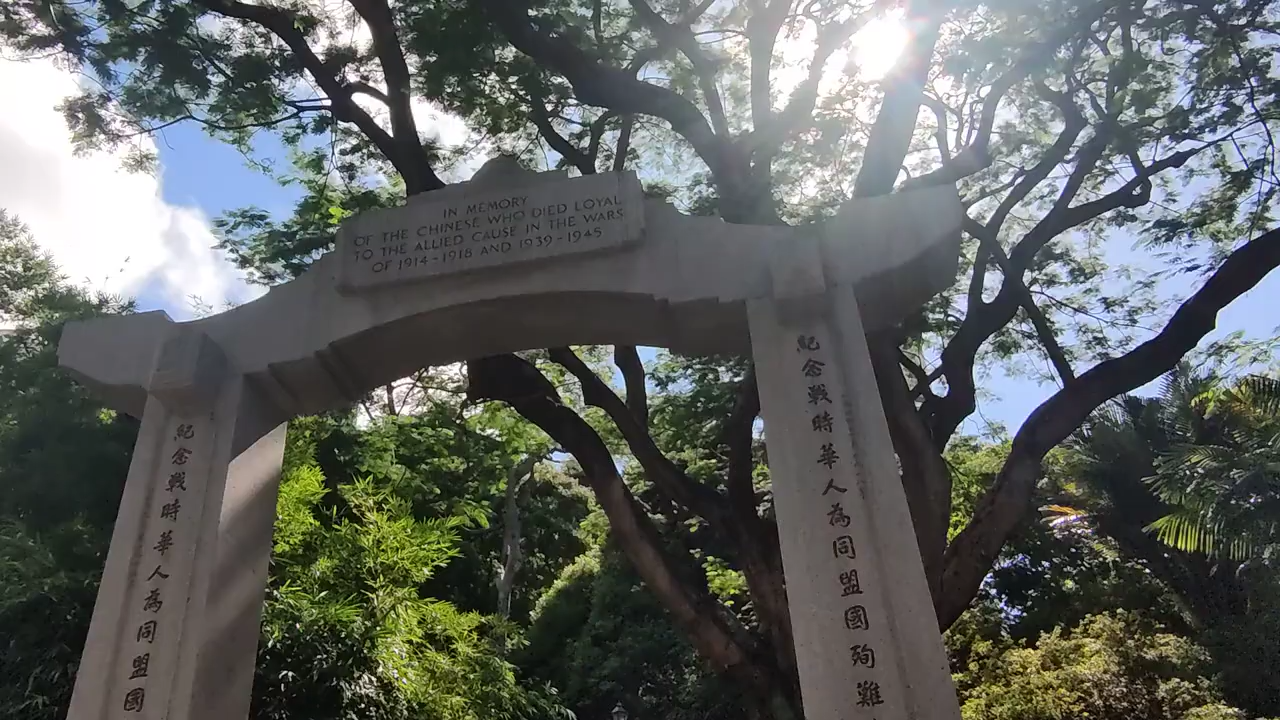 IN MEMORY
OF THE CHINESE WHO DIED LOYAL
TO THE ALLIED CAUSE IN THE WARS
OF 1914-1918 AND 1939-1945
紀念戰時華人為同盟國殉難
紀念戰時華人為同盟國